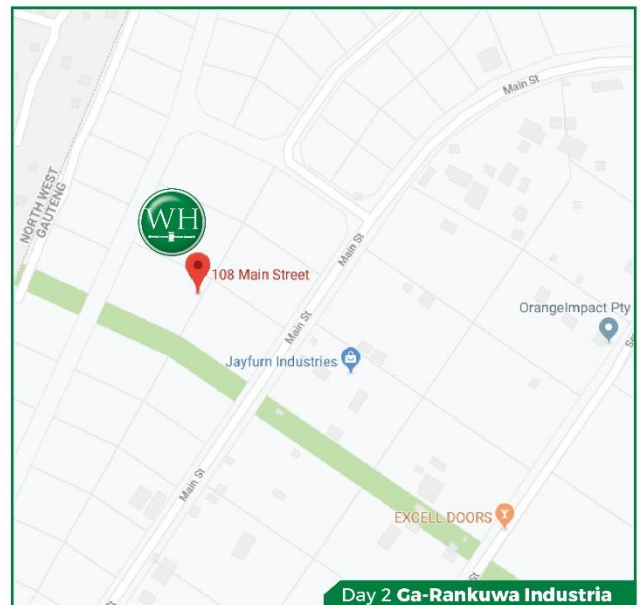 Main St
NORTH WEST
GAUTENG
WH
108 Main Street
Main St
OrangeImpact Pty
Main St
Jayfurn Industries
Main St
EXCELL DOORS
St
Day 2 Ga-Rankuwa Industria